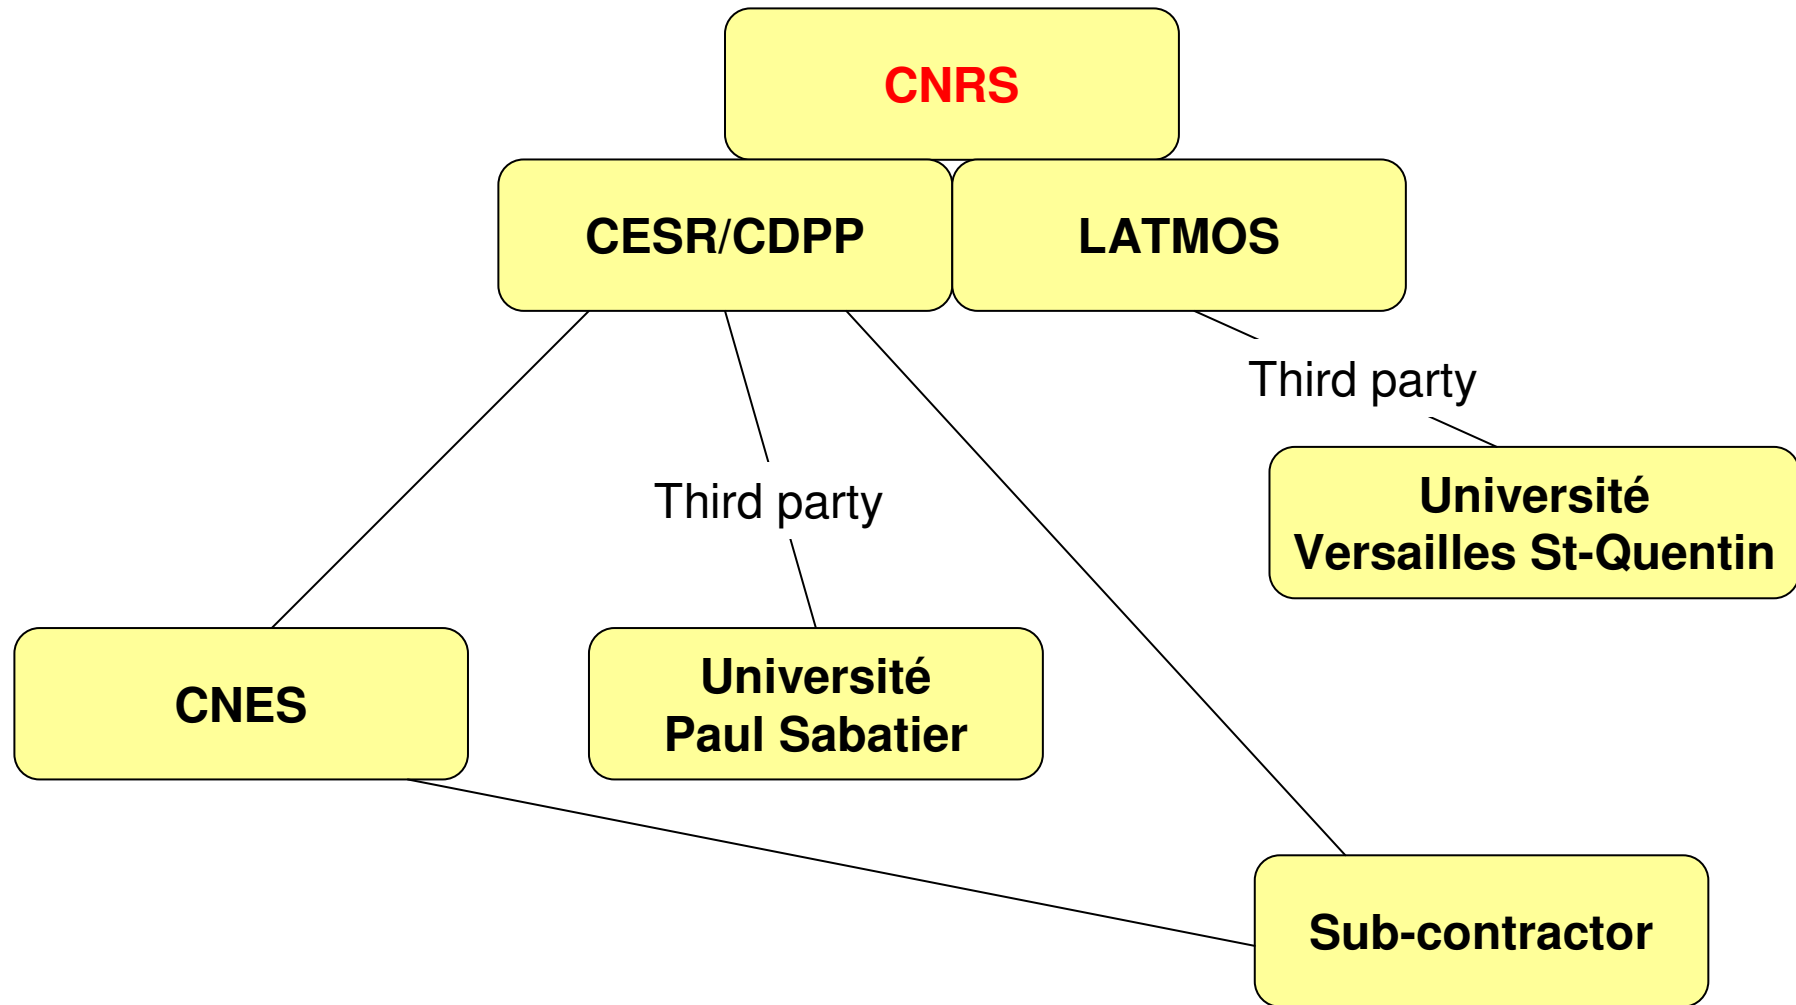 CNRS
CESR/CDPP
LATMOS
Third party
Université
Versailles St-Quentin
Third party
CNES
Université
Paul Sabatier
Sub-contractor